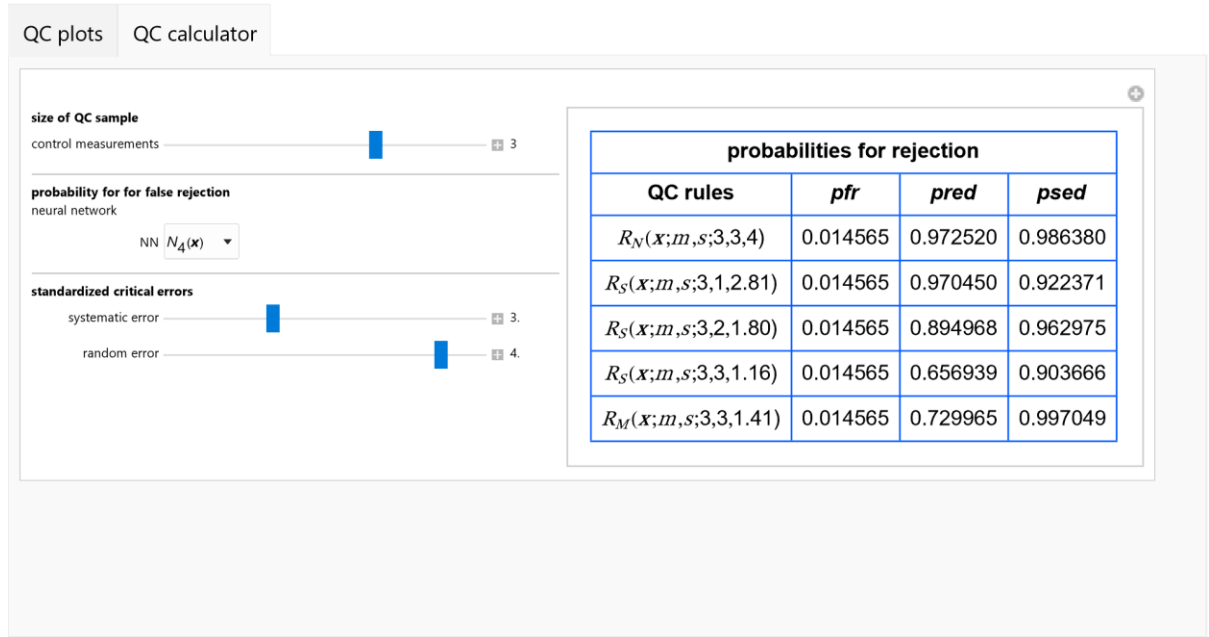 QC plots QC calculator
size of QC sample
control measurements 3
probability for for false rejection
neural network
NN N4(x)
standardized critical errors
systematic error 3.
random error 4.
probabilities for rejection
QC rules pfr pred psed
RN(x;m,s;3,3,4) 0.014565 0.972520 0.986380
RS(x;m,s;3,1,2.81) 0.014565 0.970450 0.922371
RS(x;m,s;3,2,1.80) 0.014565 0.894968 0.962975
RS(x;m,s;3,3,1.16) 0.014565 0.656939 0.903666
RM(x;m,s;3,3,1.41) 0.014565 0.729965 0.997049